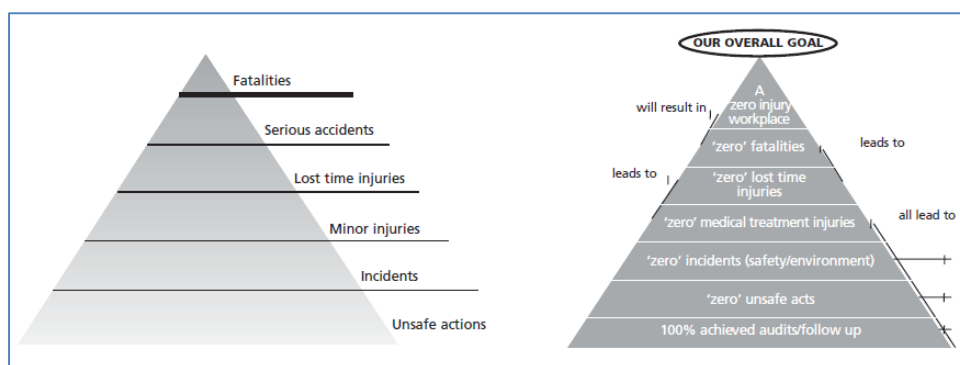 Fatalities
Serious accidents
Lost time injuries
Minor injuries
Incidents
Unsafe actions
OUR OVERALL GOAL
A
zero injury
workplace
will result in
'zero' fatalities
leads to
'zero' lost time
injuries
leads to
'zero' medical treatment injuries
all lead to
'zero' incidents (safety/environment)
'zero' unsafe acts
100% achieved audits/follow up